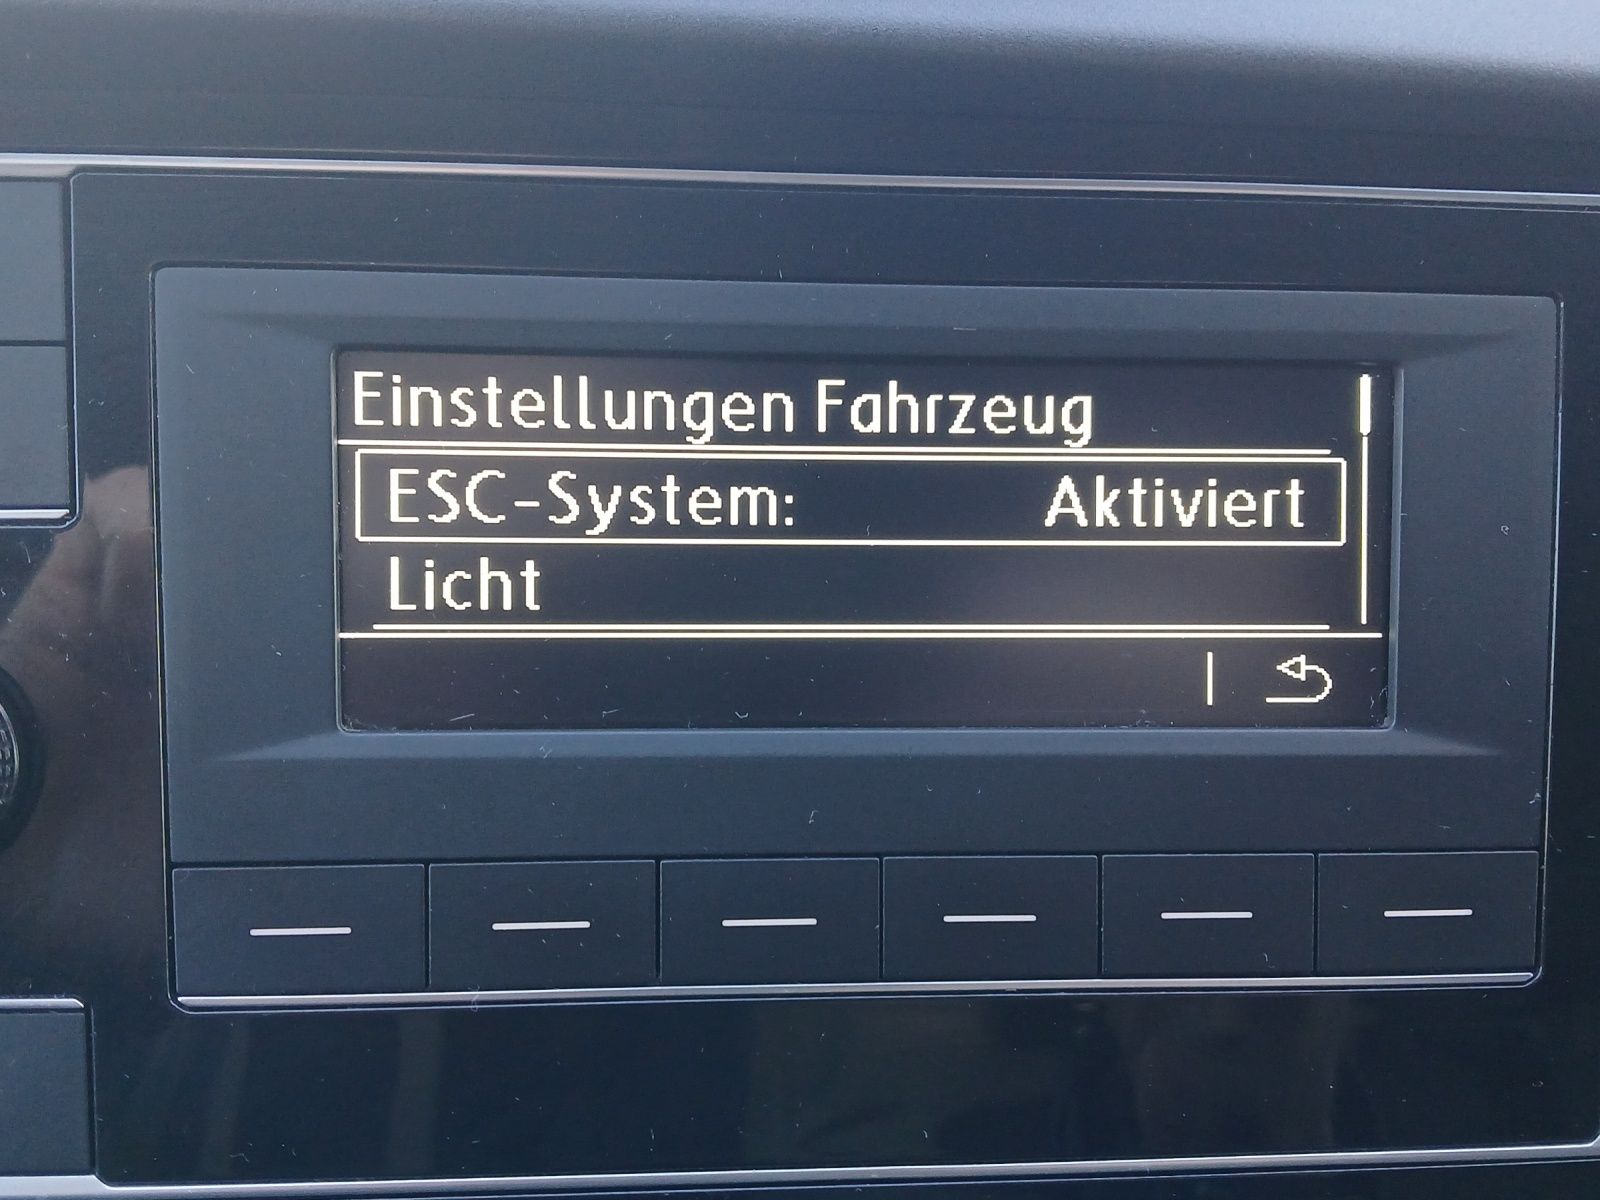 Einstellungen Fahrzeug
ESC-System: Aktiviert
Licht